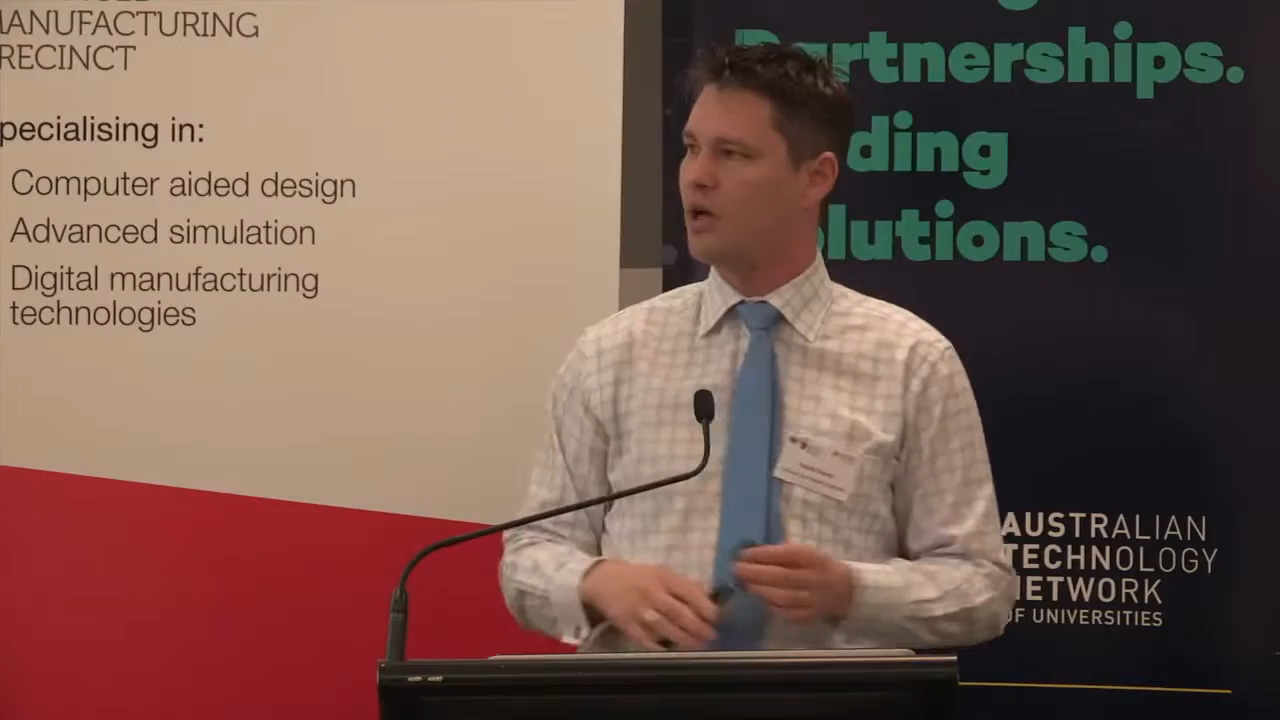 MANUFACTURING
RECINCT
pecialising in:
Computer aided design
Advanced simulation
Digital manufacturing
technologies
Partnerships.
ding
olutions.
AUSTRALIAN
TECHNOLOGY
NETWORK
OF UNIVERSITIES